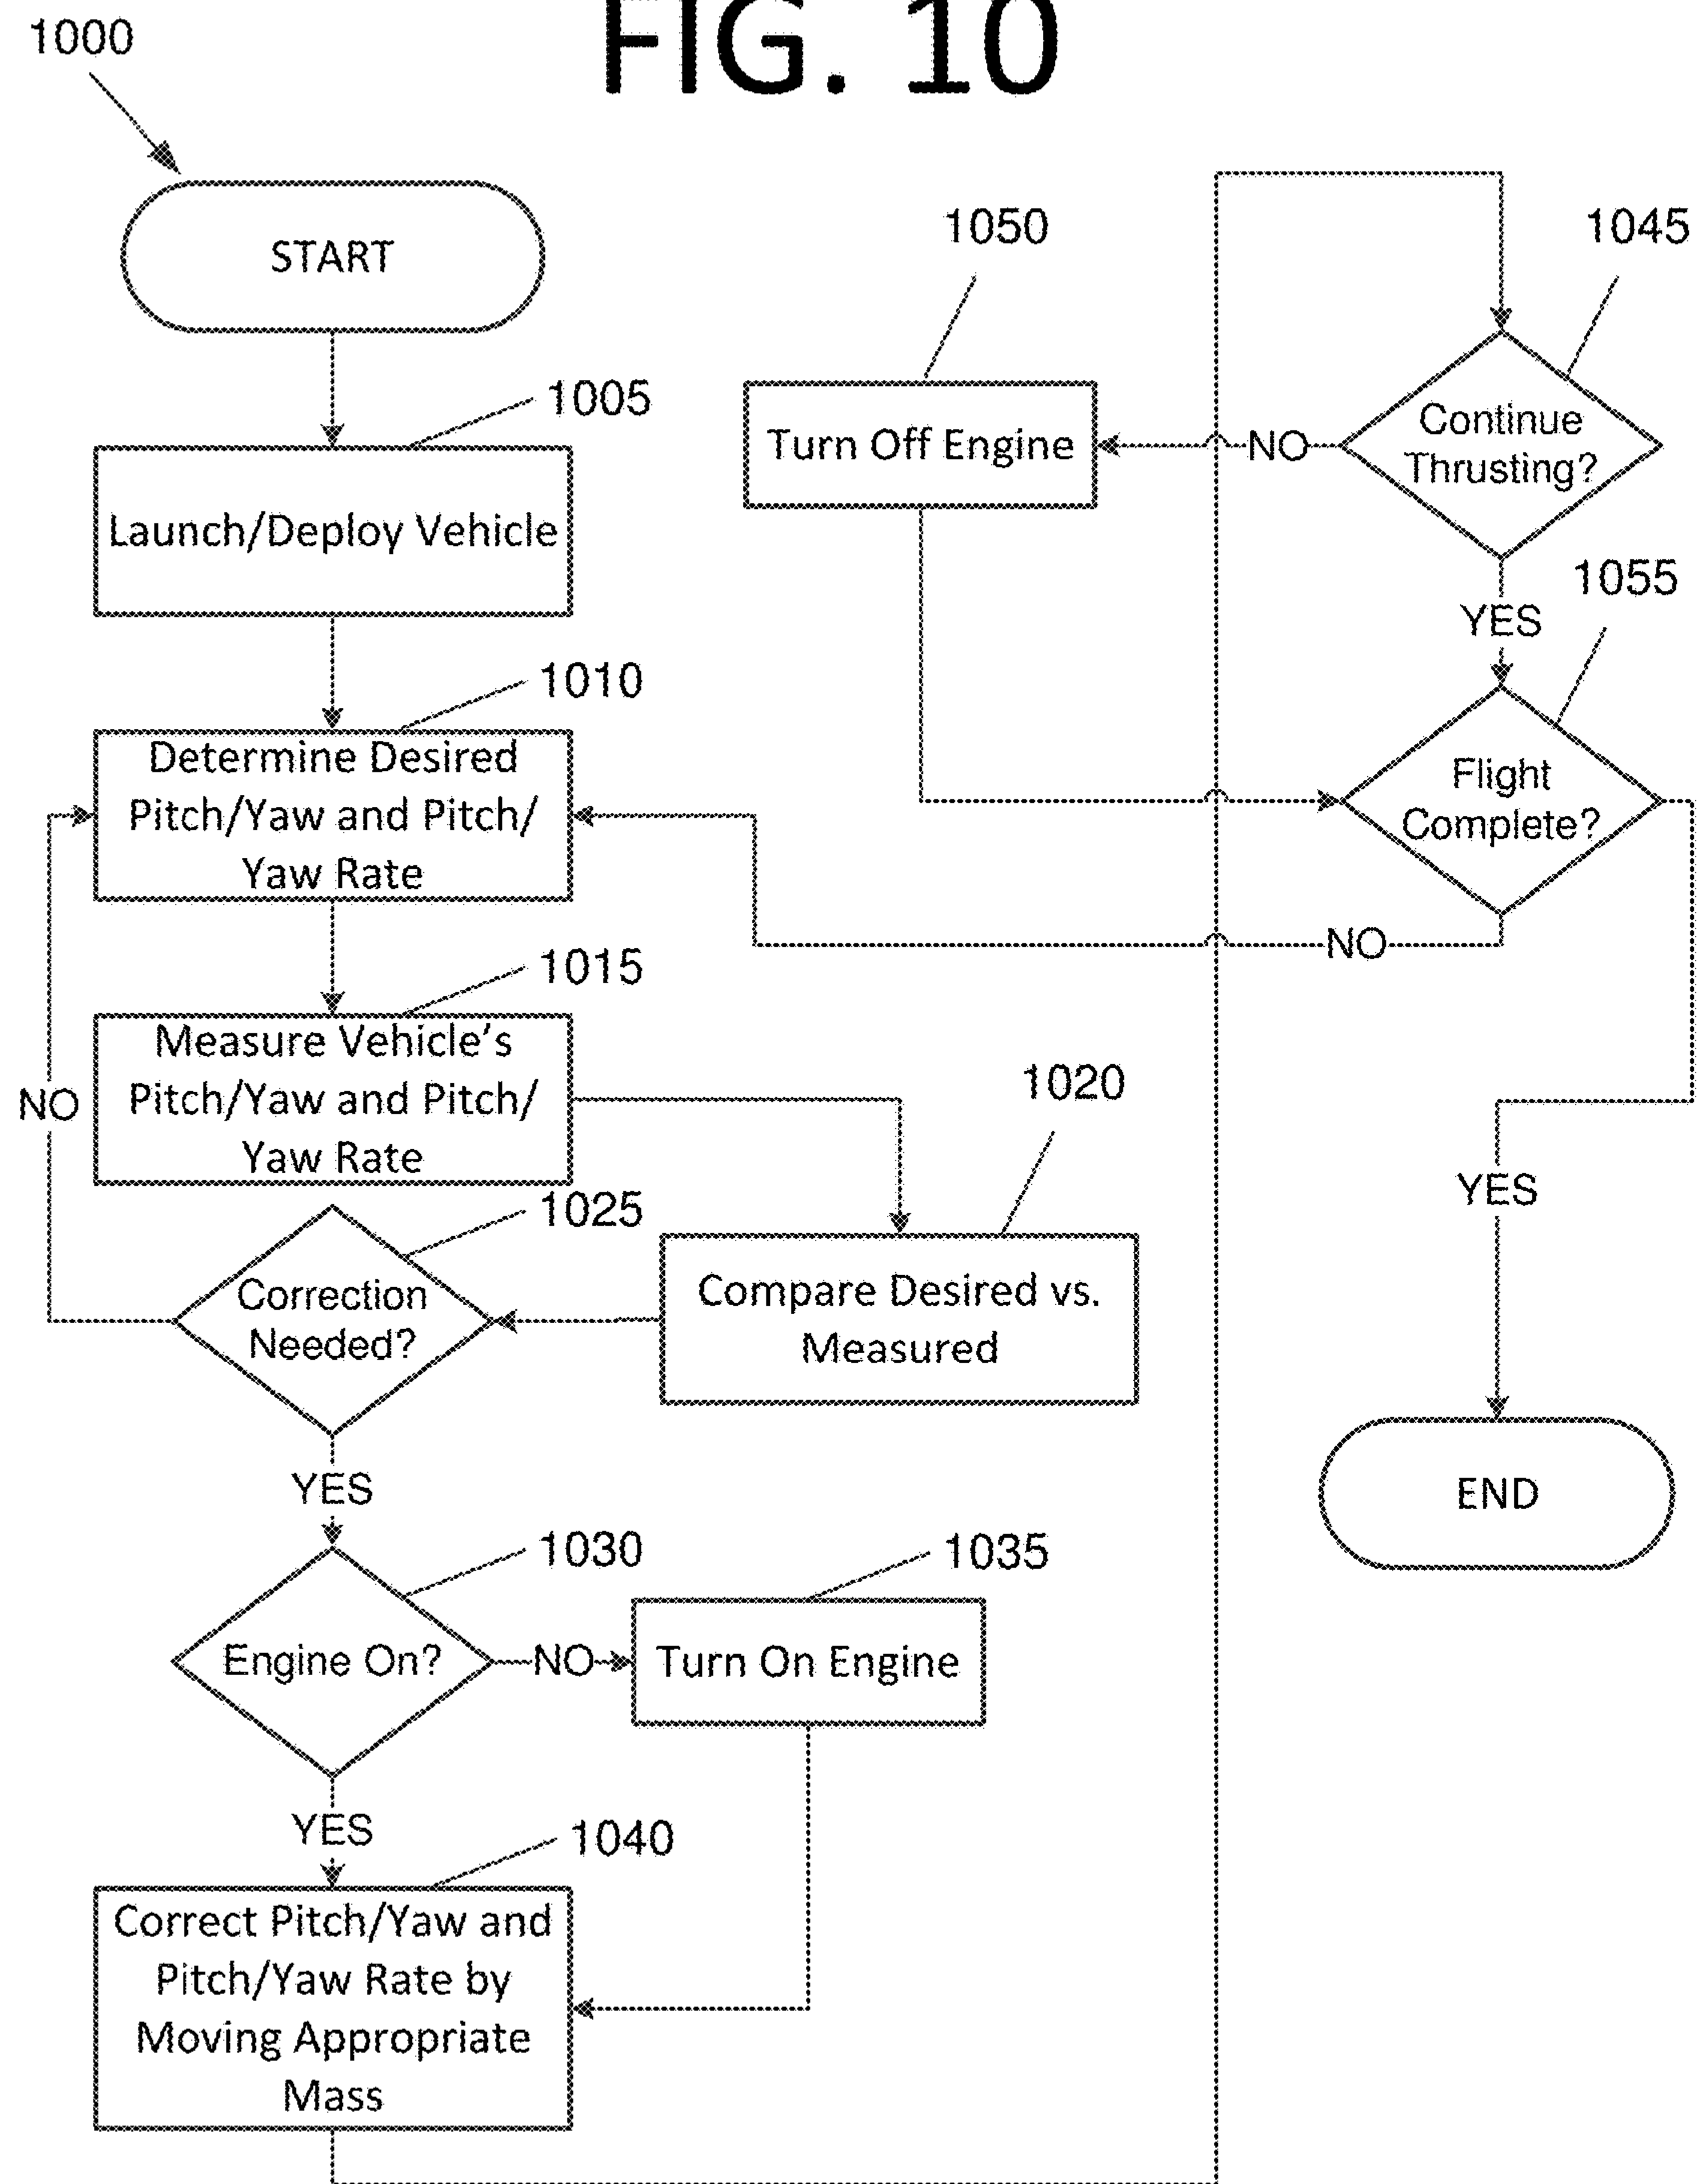 FIG. 10
1000
START
1005
Launch/Deploy Vehicle
1010
Determine Desired
Pitch/Yaw and Pitch/
Yaw Rate
1015
Measure Vehicle's
Pitch/Yaw and Pitch/
Yaw Rate
1020
Compare Desired vs.
Measured
1025
Correction
Needed?
NO
YES
1030
Engine On?
NO
1035
Turn On Engine
YES
1040
Correct Pitch/Yaw and
Pitch/Yaw Rate by
Moving Appropriate
Mass
1045
Continue
Thrusting?
NO
1050
Turn Off Engine
YES
1055
Flight
Complete?
NO
YES
END